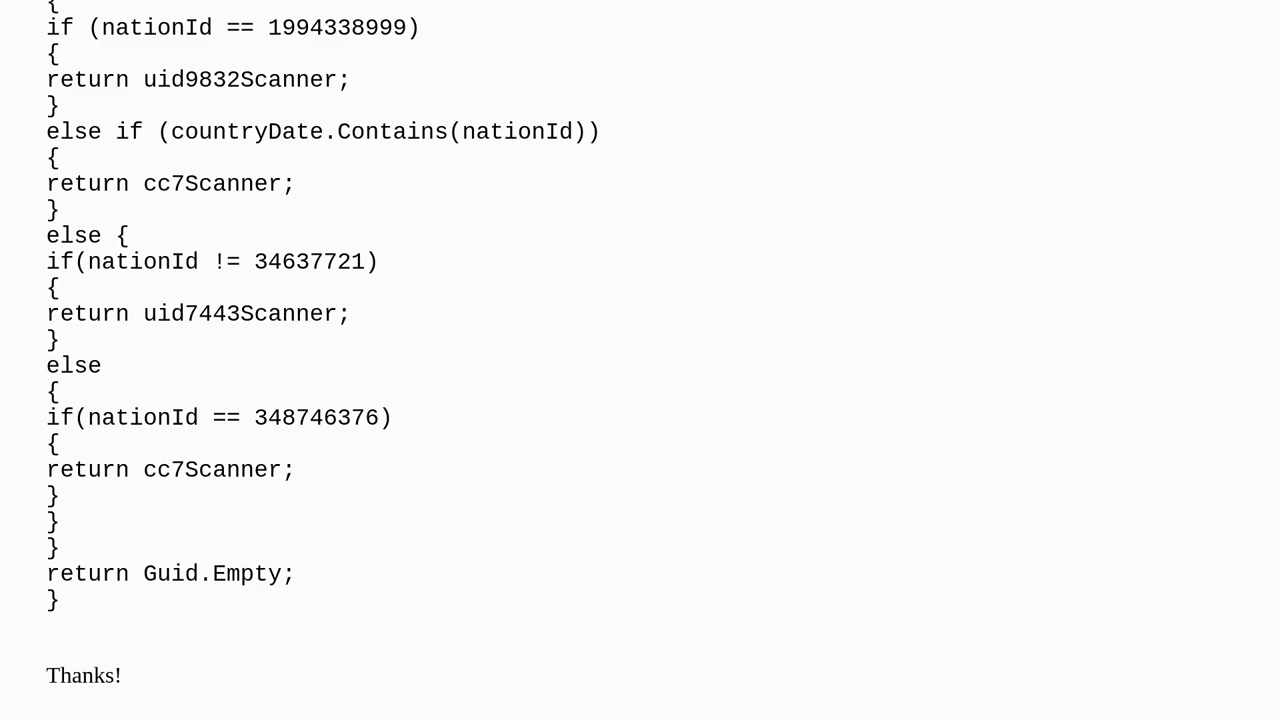 {
if (nationId == 1994338999)
{
return uid9832Scanner;
}
else if (countryDate.Contains(nationId))
{
return cc7Scanner;
}
else {
if(nationId != 34637721)
{
return uid7443Scanner;
}
else
{
if(nationId == 348746376)
{
return cc7Scanner;
}
}
}
return Guid.Empty;
}
Thanks!